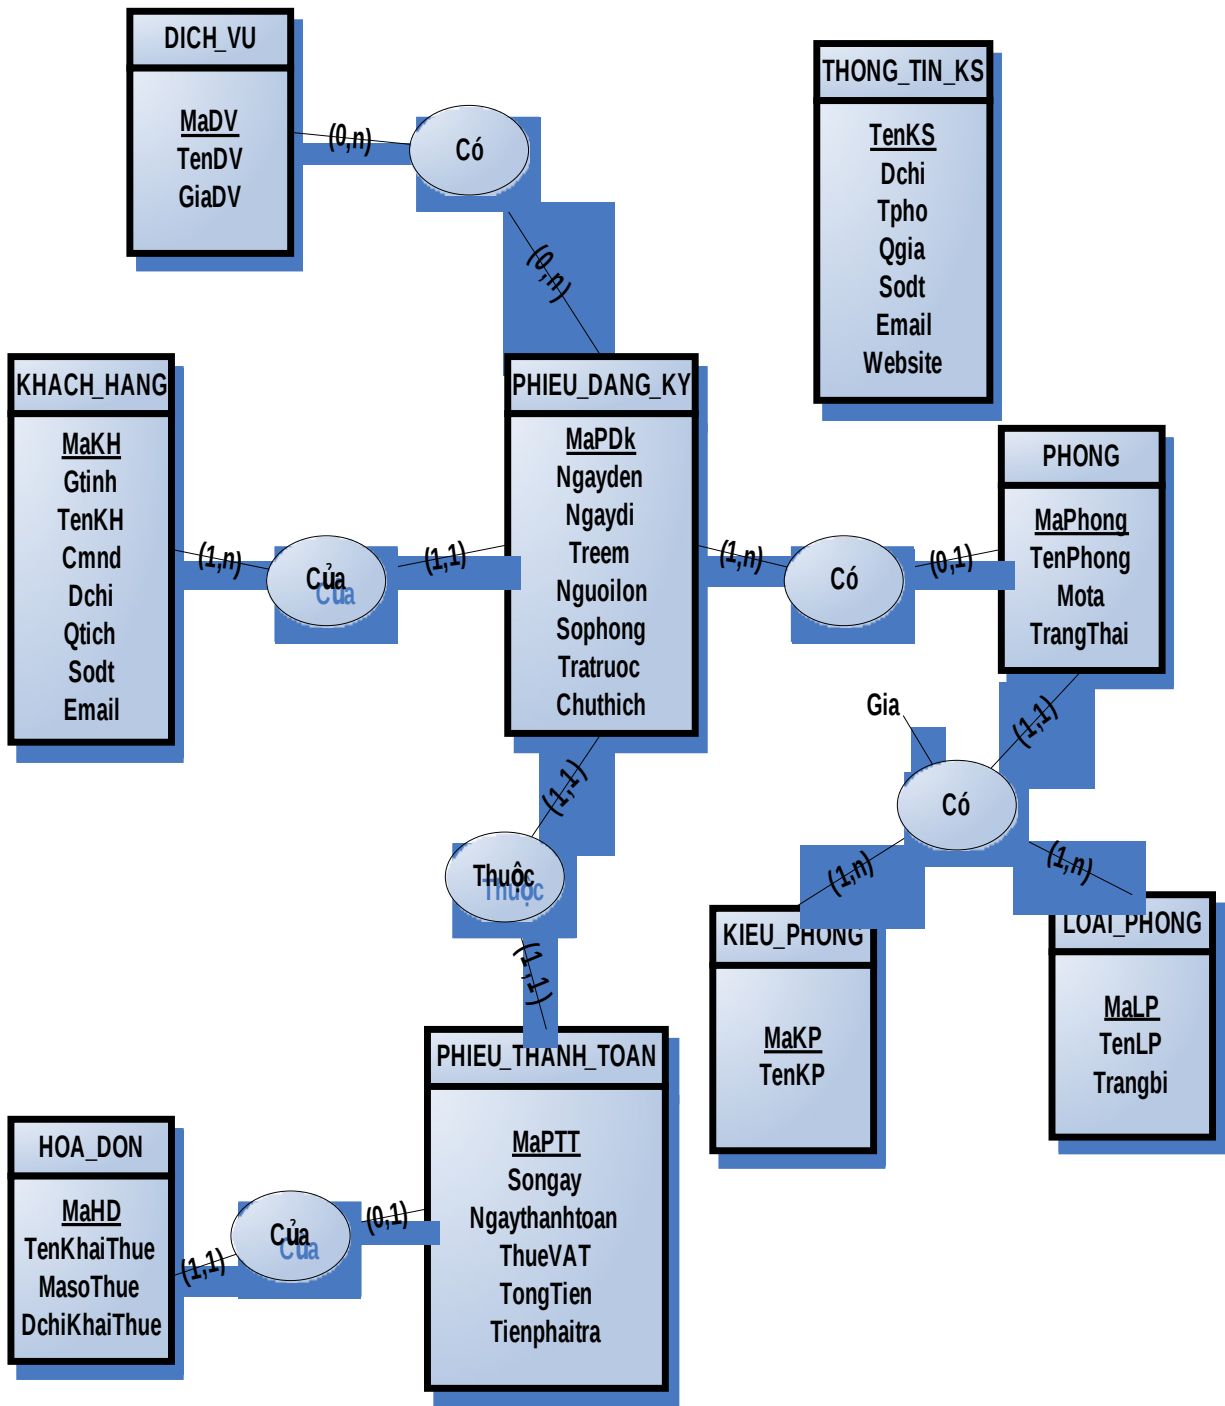 DICH_VU
MaDV
TenDV
GiaDV
(0,n)
Có
(0,n)
THONG_TIN_KS
TenKS
Dchi
Tpho
Qgia
Sodt
Email
Website
KHACH_HANG
MaKH
Gtinh
TenKH
Cmnd
Dchi
Qtich
Sodt
Email
(1,n)
Của
(1,1)
PHIEU_DANG_KY
MaPDk
Ngayden
Ngaydi
Treem
Nguoilon
Sophong
Tratruoc
Chuthich
(1,n)
Có
(0,1)
PHONG
MaPhong
TenPhong
Mota
TrangThai
Gia
(1,1)
Có
(1,n)
(1,n)
KIEU_PHONG
MaKP
TenKP
LOAI_PHONG
MaLP
TenLP
Trangbi
(1,1)
Thuộc
(1,1)
PHIEU_THANH_TOAN
MaPTT
Songay
Ngaythanhtoan
ThueVAT
TongTien
Tienphaitra
HOA_DON
MaHD
TenKhaiThue
MasoThue
DchiKhaiThue
(1,1)
Của
(0,1)